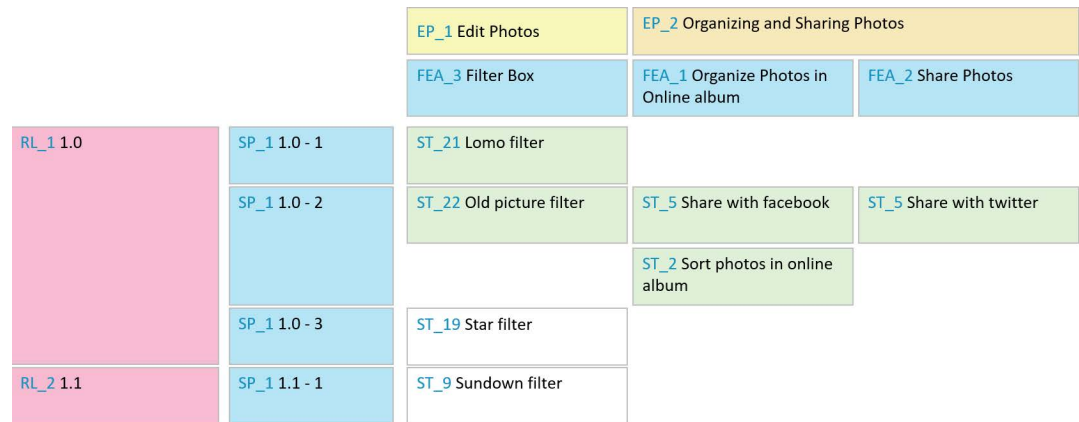 EP_1 Edit Photos
EP_2 Organizing and Sharing Photos
FEA_3 Filter Box
FEA_1 Organize Photos in
Online album
FEA_2 Share Photos
RL_1 1.0
SP_1 1.0 - 1
ST_21 Lomo filter
SP_1 1.0 - 2
ST_22 Old picture filter
ST_5 Share with facebook
ST_5 Share with twitter
ST_2 Sort photos in online
album
SP_1 1.0 - 3
ST_19 Star filter
RL_2 1.1
SP_1 1.1 - 1
ST_9 Sundown filter